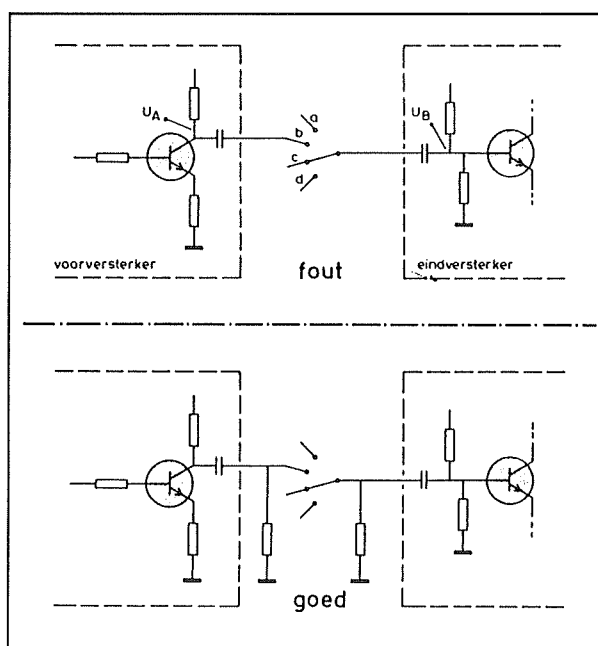 U_A
a
b
c
d
U_B
voorversterker
fout
eindversterker
goed